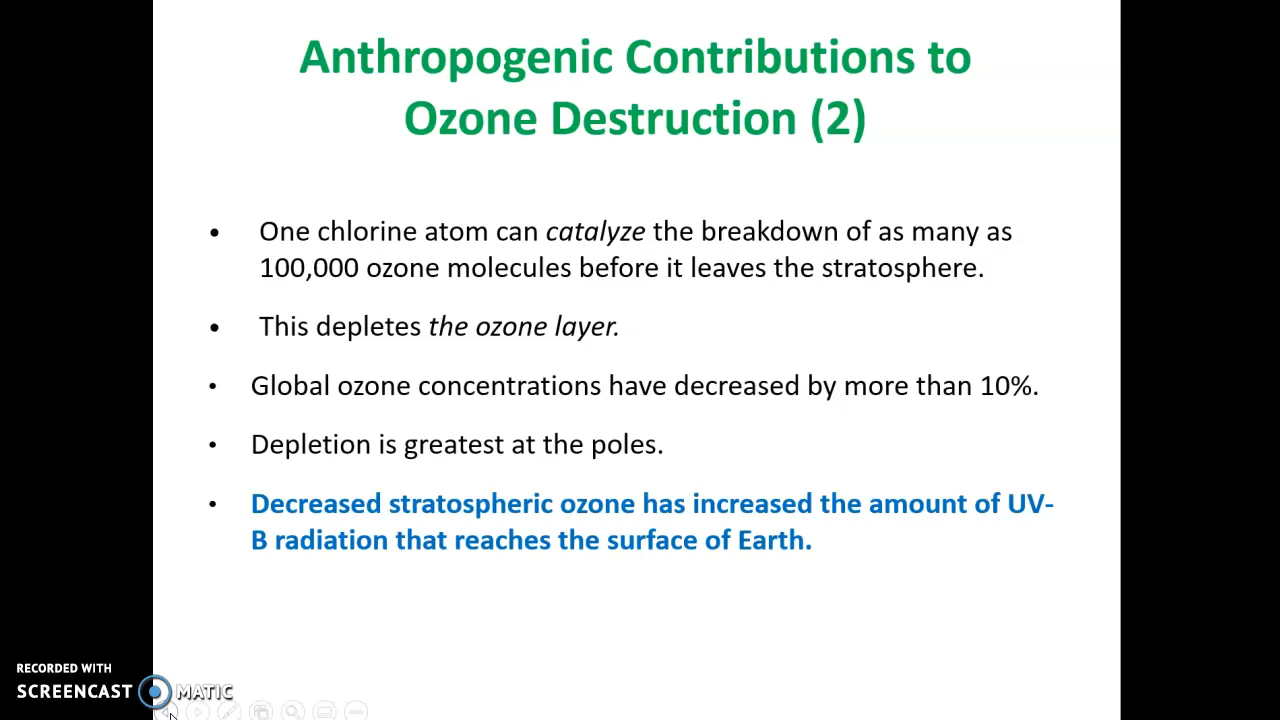 Anthropogenic Contributions to
Ozone Destruction (2)
• One chlorine atom can catalyze the breakdown of as many as
100,000 ozone molecules before it leaves the stratosphere.
• This depletes the ozone layer.
• Global ozone concentrations have decreased by more than 10%.
• Depletion is greatest at the poles.
• Decreased stratospheric ozone has increased the amount of UV-
B radiation that reaches the surface of Earth.
RECORDED WITH
SCREENCAST MATIC